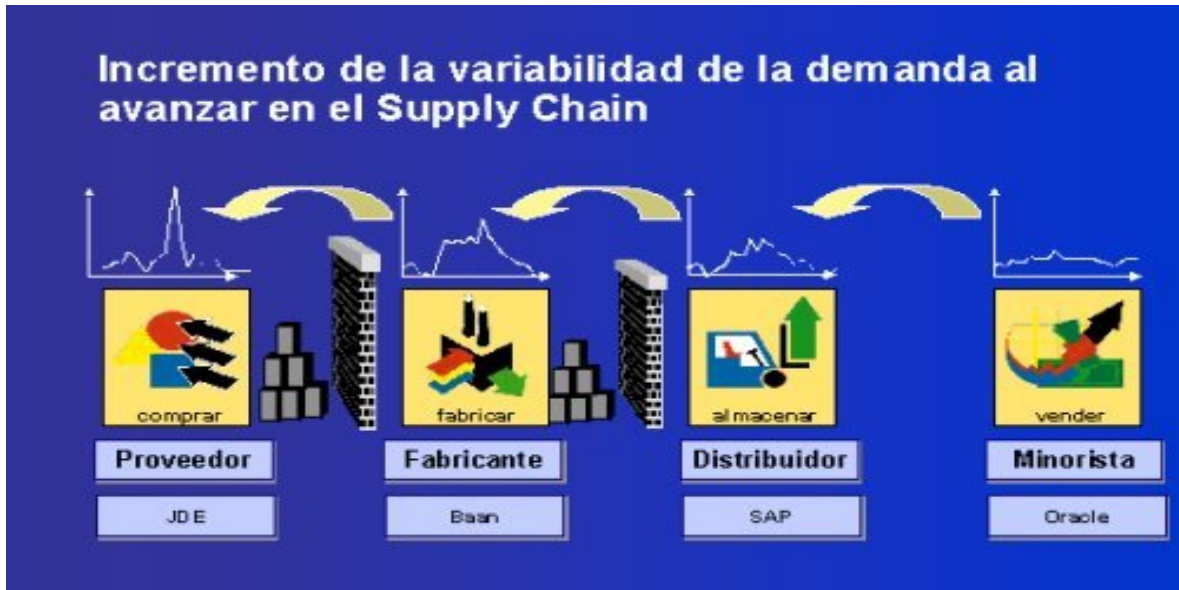 Incremento de la variabilidad de la demanda al
avanzar en el Supply Chain
comprar
fabricar
almacenar
vender
Proveedor
Fabricante
Distribuidor
Minorista
JDE
Baan
SAP
Oracle